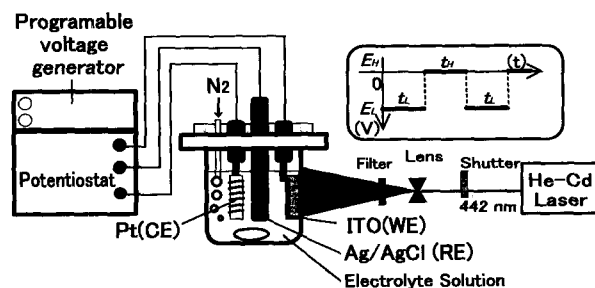 Programable
voltage
generator
Potentiostat
N2
Pt(CE)
EH
0
EL
(V)
tL
tH
tL
(t)
Filter
Lens
Shutter
442 nm
He-Cd
Laser
ITO(WE)
Ag/AgCl (RE)
Electrolyte Solution